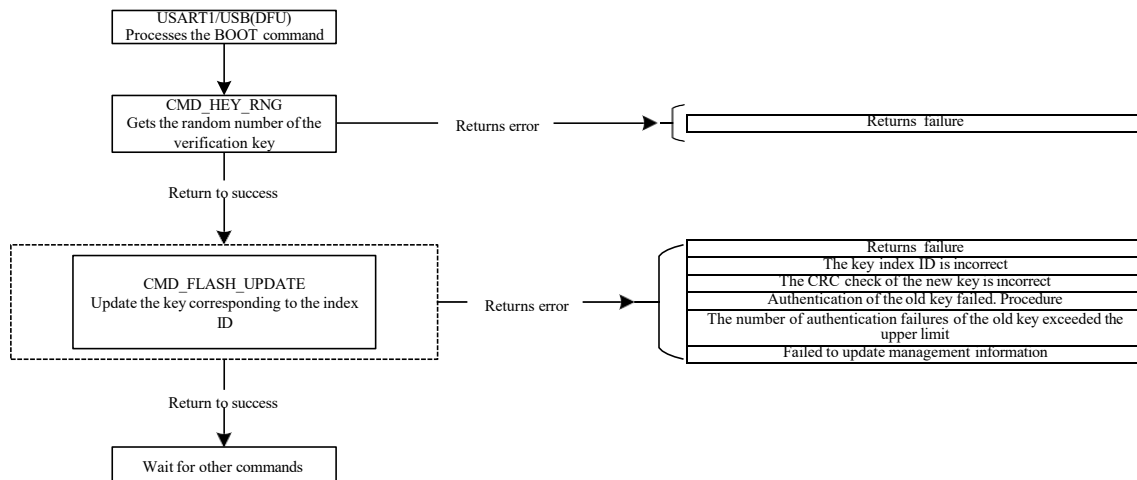 USART1/USB(DFU)
Processes the BOOT command
CMD_HEY_RNG
Gets the random number of the
verification key
Returns error
Returns failure
Return to success
CMD_FLASH_UPDATE
Update the key corresponding to the index
ID
Returns error
Returns failure
The key index ID is incorrect
The CRC check of the new key is incorrect
Authentication of the old key failed. Procedure
The number of authentication failures of the old key exceeded the
upper limit
Failed to update management information
Return to success
Wait for other commands